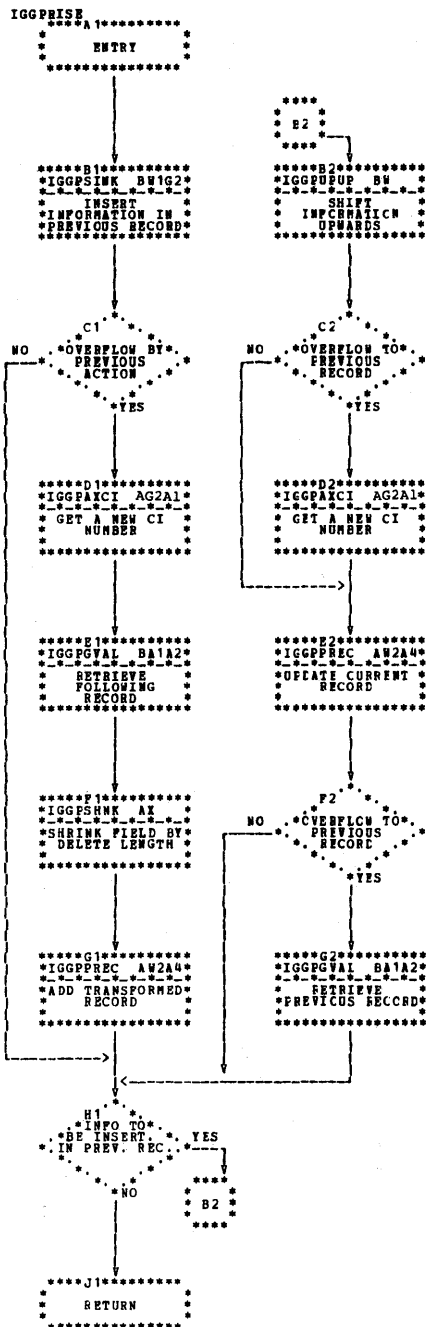 IGGPRISE
A1
ENTRY
B1
IGGPSINK BW1G2
INSERT
INFORMATION IN
PREVIOUS RECORD
C1
OVERFLOW BY
PREVIOUS
ACTION
NO
YES
D1
IGGPAXCI AG2A1
GET A NEW CI
NUMBER
E1
IGGPGVAL BA1A2
RETRIEVE
FOLLOWING
RECORD
F1
IGGPSHNK AX
SHRINK FIELD BY
DELETE LENGTH
G1
IGGPPREC AW2A4
ADD TRANSFORMED
RECORD
H1
INFO TO
BE INSERT.
IN PREV. REC.
YES
B2
NO
J1
RETURN
B2
B2
IGGPUPUP BW
SHIFT
INFORMATION
UPWARDS
C2
OVERFLOW TO
PREVIOUS
RECORD
NO
YES
D2
IGGPAXCI AG2A1
GET A NEW CI
NUMBER
E2
IGGPPREC AW2A4
UPDATE CURRENT
RECORD
F2
OVERFLOW TO
PREVIOUS
RECORD
NO
YES
G2
IGGPGVAL BA1A2
RETRIEVE
PREVIOUS RECORD